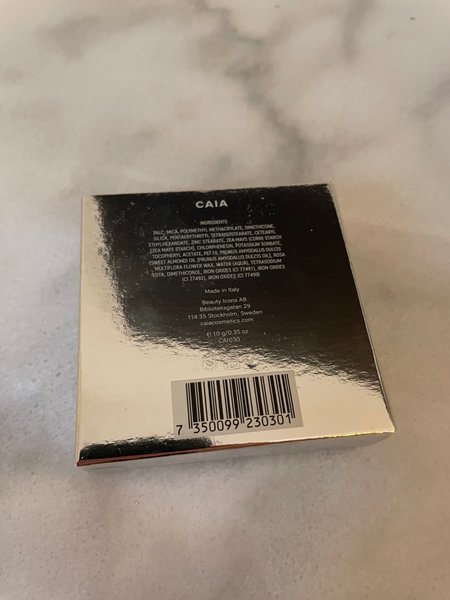 CAIA
INGREDIENTS:
TALC, MICA, POLYMETHYL METHACRYLATE, DIMETHICONE,
SILICA, PENTAERYTHRITYL TETRAISOSTEARATE, CETEARYL
ETHYLHEXANOATE, ZINC STEARATE, ZEA MAYS (CORN) STARCH
(ZEA MAYS STARCH), CHLORPHENESIN, POTASSIUM SORBATE,
TOCOPHERYL ACETATE, PET-10, PRUNUS AMYGDALUS DULCIS
(SWEET ALMOND) OIL (PRUNUS AMYGDALUS DULCIS OIL), ROSA
MULTIFLORA FLOWER WAX, WATER (AQUA), TETRASODIUM
EDTA, DIMETHICONOL, IRON OXIDES (CI 77491), IRON OXIDES
(CI 77492), IRON OXIDES (CI 77499)
Made in Italy
Beauty Icons AB
Biblioteksgatan 29
114 35 Stockholm, Sweden
caiacosmetics.com
e 10 g/0.35 oz
CAI030
7 350099 230301